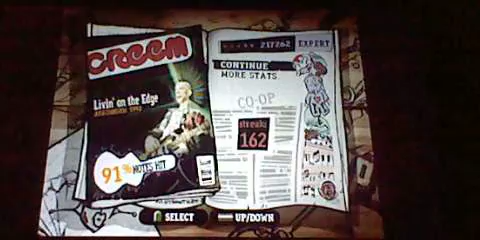 CREEM
Livin' on the Edge
91% NOTES HIT
217262 EXPERT
CONTINUE
MORE STATS
CO-OP
streak
162
SELECT
UP/DOWN